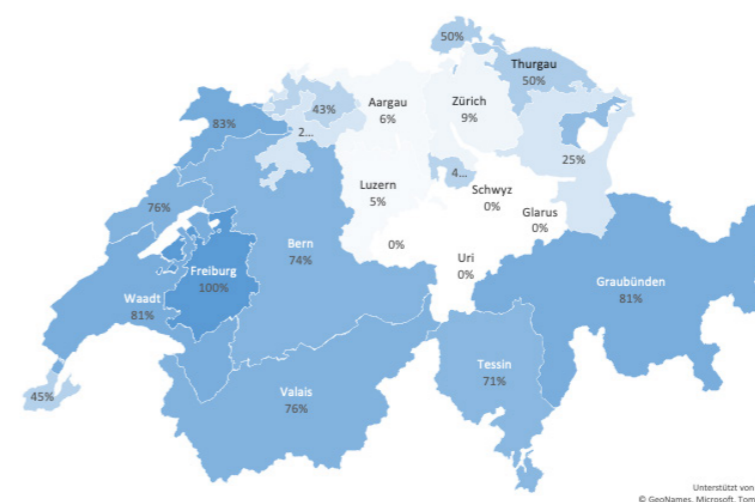 50%
Thurgau
50%
83%
43%
Aargau
6%
Zürich
9%
2...
25%
4...
Luzern
5%
Schwyz
0%
76%
Glarus
0%
Bern
74%
0%
Uri
0%
Freiburg
100%
Graubünden
81%
Waadt
81%
Tessin
71%
45%
Valais
76%
Unterstützt von
© GeoNames, Microsoft, Tom